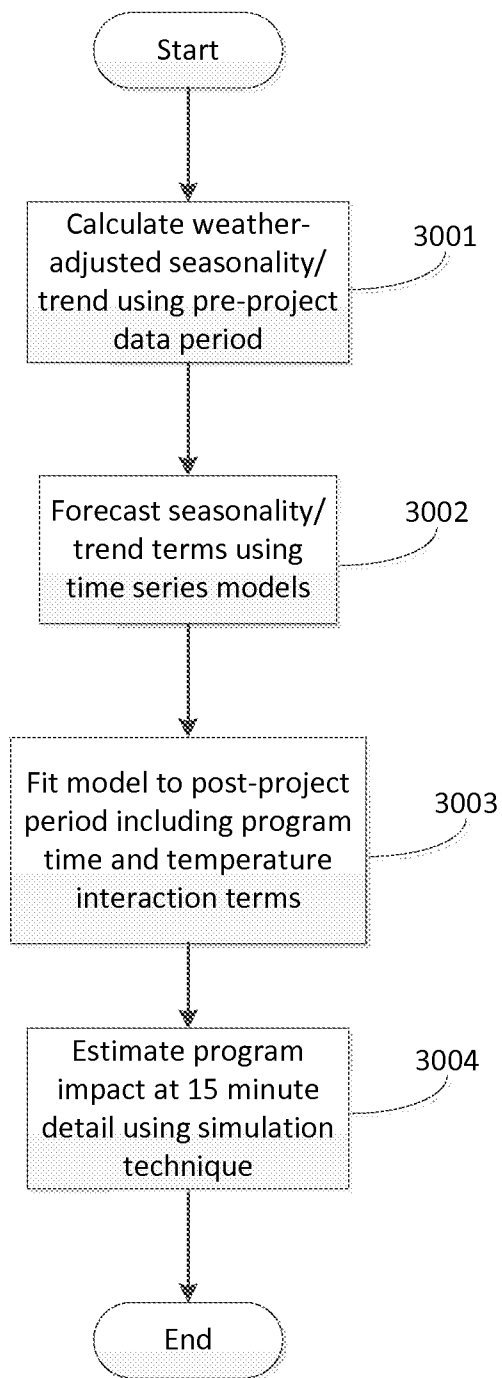 Start
Calculate weather-
adjusted seasonality/
trend using pre-project
data period
3001
Forecast seasonality/
trend terms using
time series models
3002
Fit model to post-project
period including program
time and temperature
interaction terms
3003
Estimate program
impact at 15 minute
detail using simulation
technique
3004
End